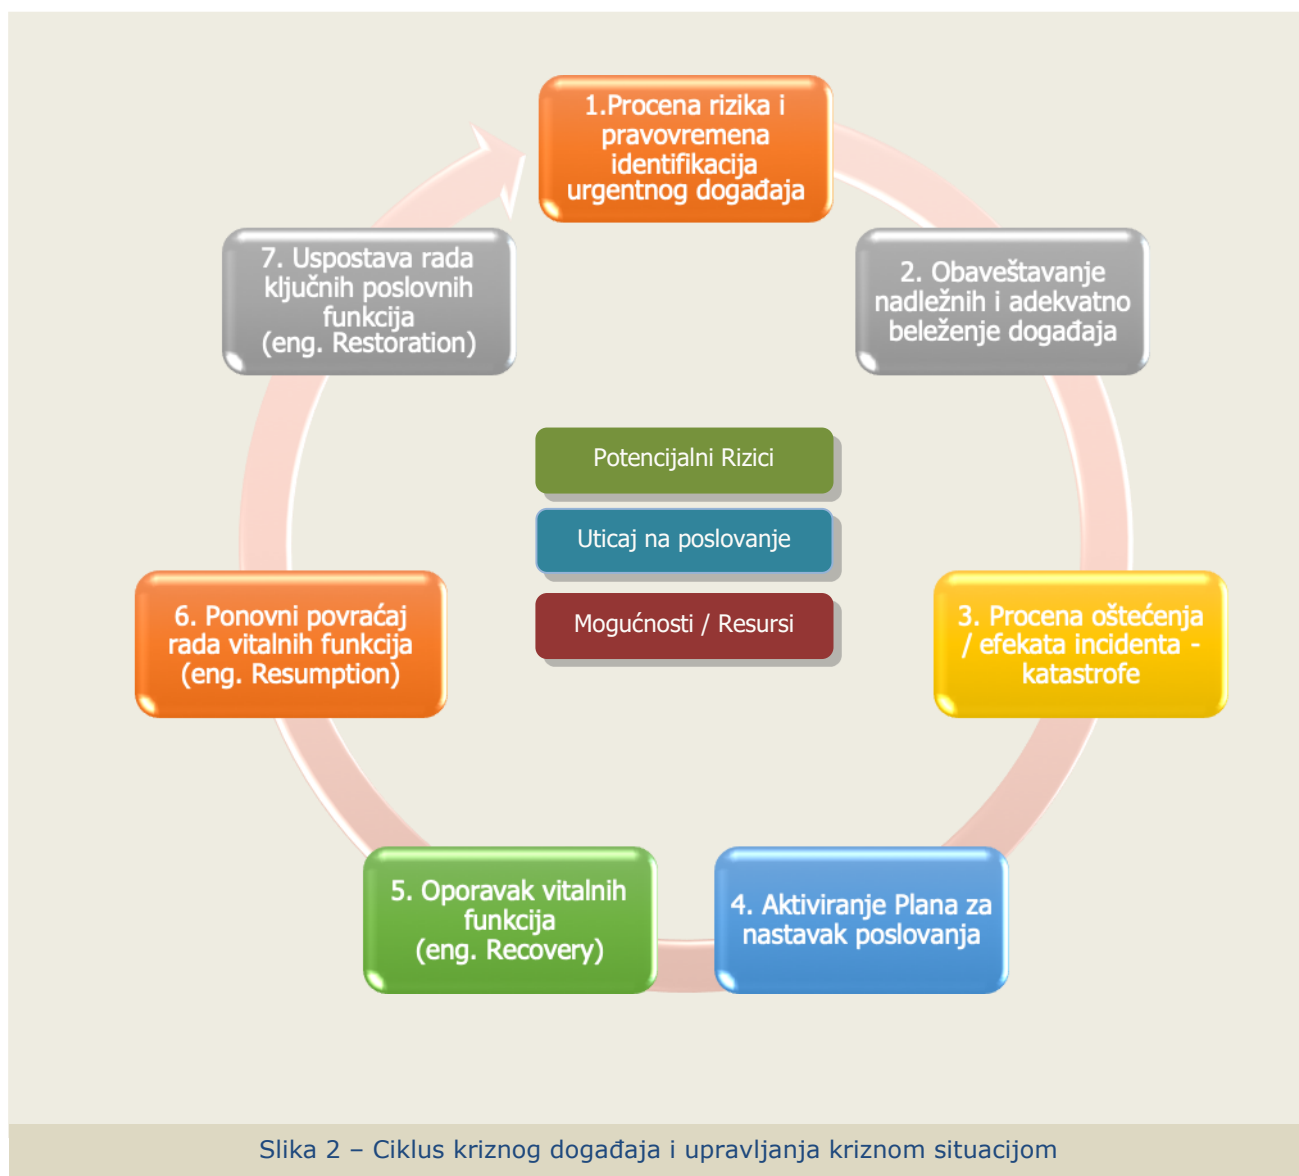 1.Procena rizika i
pravovremena
identifikacija
urgentnog događaja
2. Obaveštavanje
nadležnih i adekvatno
beleženje događaja
3. Procena oštećenja
/ efekata incidenta -
katastrofe
4. Aktiviranje Plana za
nastavak poslovanja
5. Oporavak vitalnih
funkcija
(eng. Recovery)
6. Ponovni povraćaj
rada vitalnih funkcija
(eng. Resumption)
7. Uspostava rada
ključnih poslovnih
funkcija
(eng. Restoration)
Potencijalni Rizici
Uticaj na poslovanje
Mogućnosti / Resursi
Slika 2 – Ciklus kriznog događaja i upravljanja kriznom situacijom